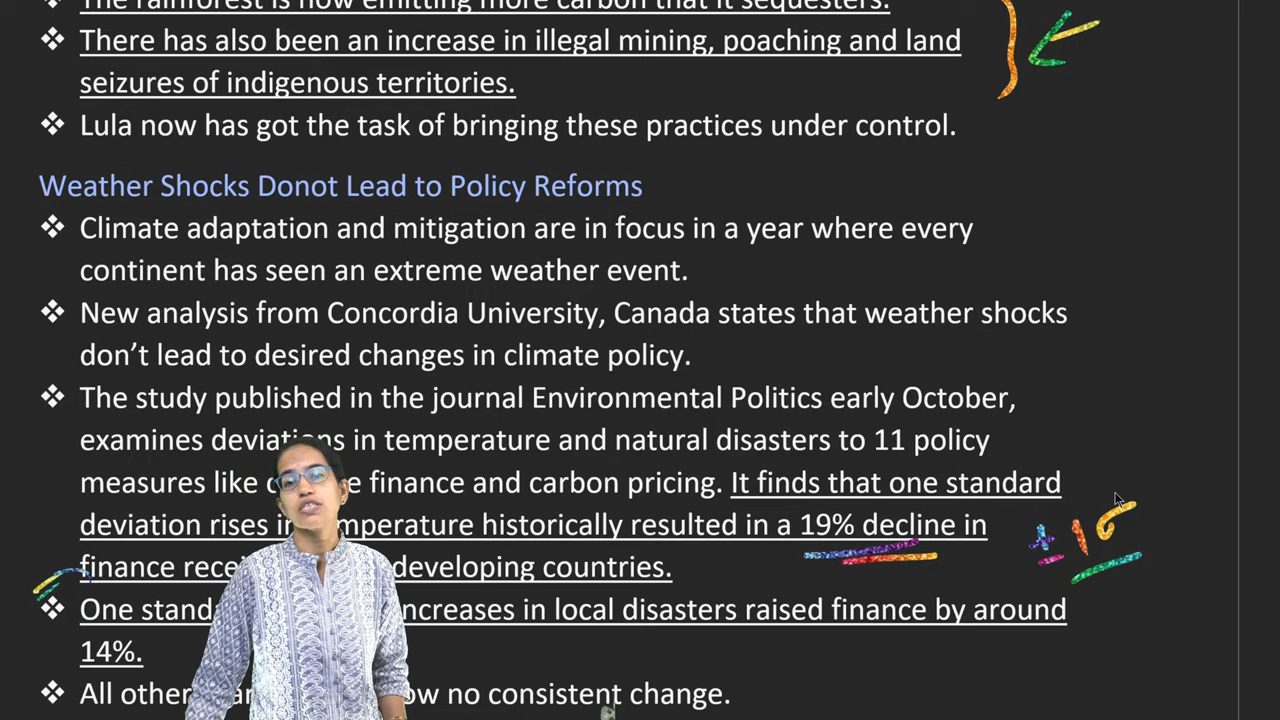 The rainforest is now emitting more carbon that it sequesters.
❖ There has also been an increase in illegal mining, poaching and land
seizures of indigenous territories.
❖ Lula now has got the task of bringing these practices under control.
Weather Shocks Donot Lead to Policy Reforms
❖ Climate adaptation and mitigation are in focus in a year where every
continent has seen an extreme weather event.
❖ New analysis from Concordia University, Canada states that weather shocks
don’t lead to desired changes in climate policy.
❖ The study published in the journal Environmental Politics early October,
examines deviations in temperature and natural disasters to 11 policy
measures like finance and carbon pricing. It finds that one standard
deviation rises in temperature historically resulted in a 19% decline in
finance developing countries.
± 1σ
❖ One increases in local disasters raised finance by around
14%.
❖ All other no consistent change.